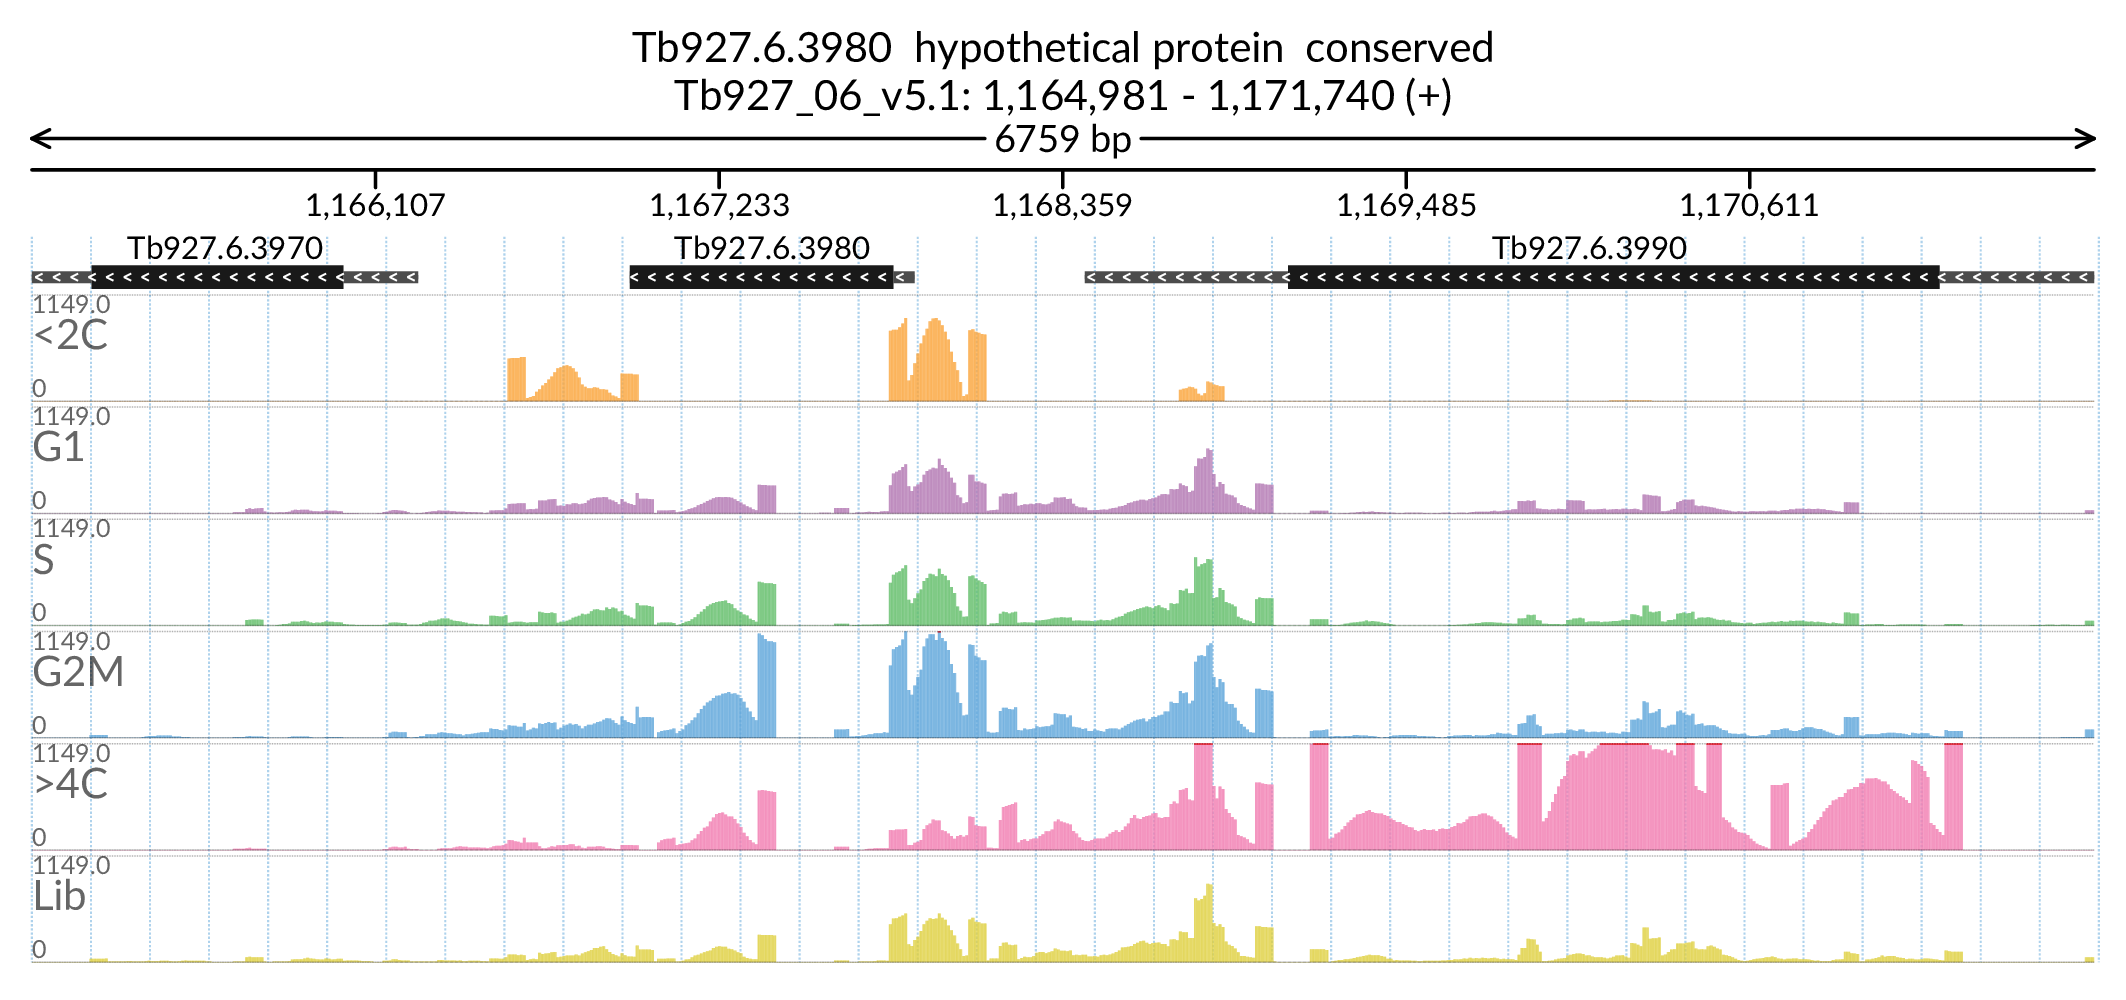 Tb927.6.3980  hypothetical protein  conserved
Tb927_06_v5.1: 1,164,981 - 1,171,740 (+)
6759 bp
1,166,107 1,167,233 1,168,359 1,169,485 1,170,611
Tb927.6.3970 Tb927.6.3980 Tb927.6.3990
1149.0
<2C
0
1149.0
G1
0
1149.0
S
0
1149.0
G2M
0
1149.0
>4C
0
1149.0
Lib
0